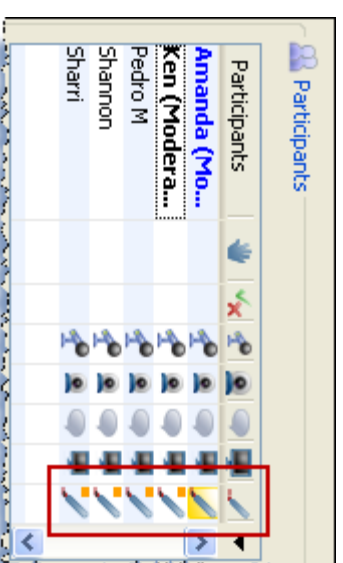 Participants
Participants
Amanda (Mo...
Ken (Modera...
Pedro M
Shannon
Sharri